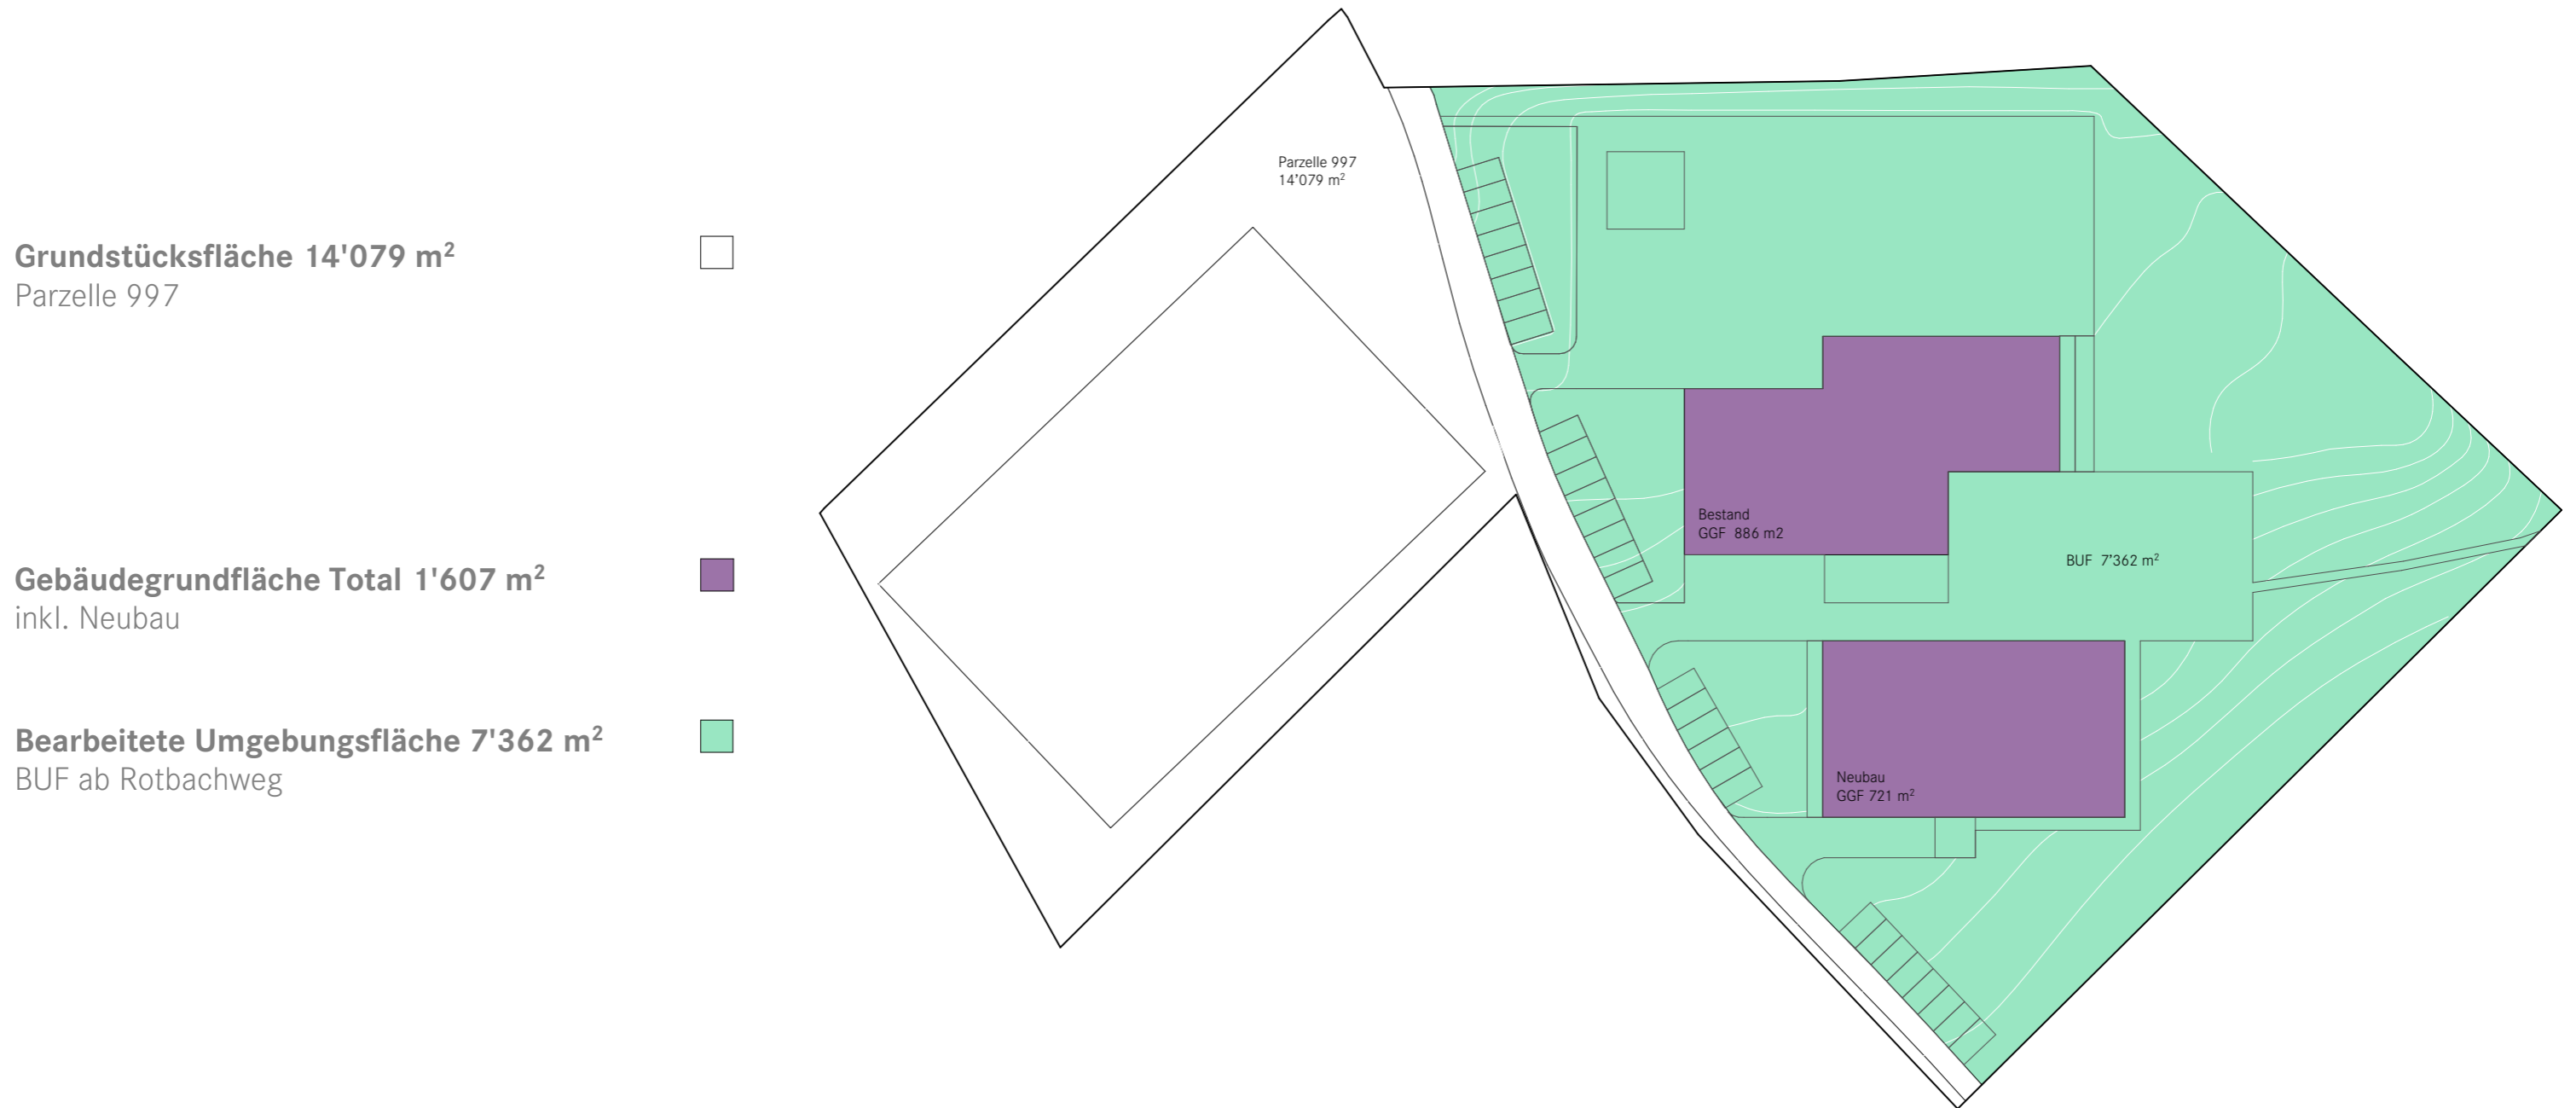 Grundstücksfläche 14'079 m²
Parzelle 997
Gebäudegrundfläche Total 1'607 m²
inkl. Neubau
Bearbeitete Umgebungsfläche 7'362 m²
BUF ab Rotbachweg
Parzelle 997
14'079 m²
Bestand
GGF 886 m2
BUF 7'362 m²
Neubau
GGF 721 m²